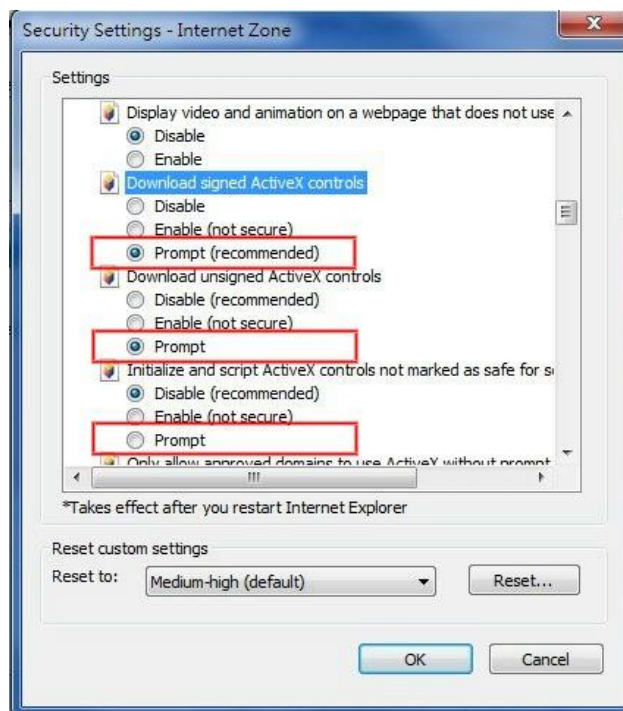 Security Settings - Internet Zone
Settings
Display video and animation on a webpage that does not use
Disable
Enable
Download signed ActiveX controls
Disable
Enable (not secure)
Prompt (recommended)
Download unsigned ActiveX controls
Disable (recommended)
Enable (not secure)
Prompt
Initialize and script ActiveX controls not marked as safe for s
Disable (recommended)
Enable (not secure)
Prompt
Only allow approved domains to use ActiveX without prompt
*Takes effect after you restart Internet Explorer
Reset custom settings
Reset to:
Medium-high (default)
Reset...
OK
Cancel